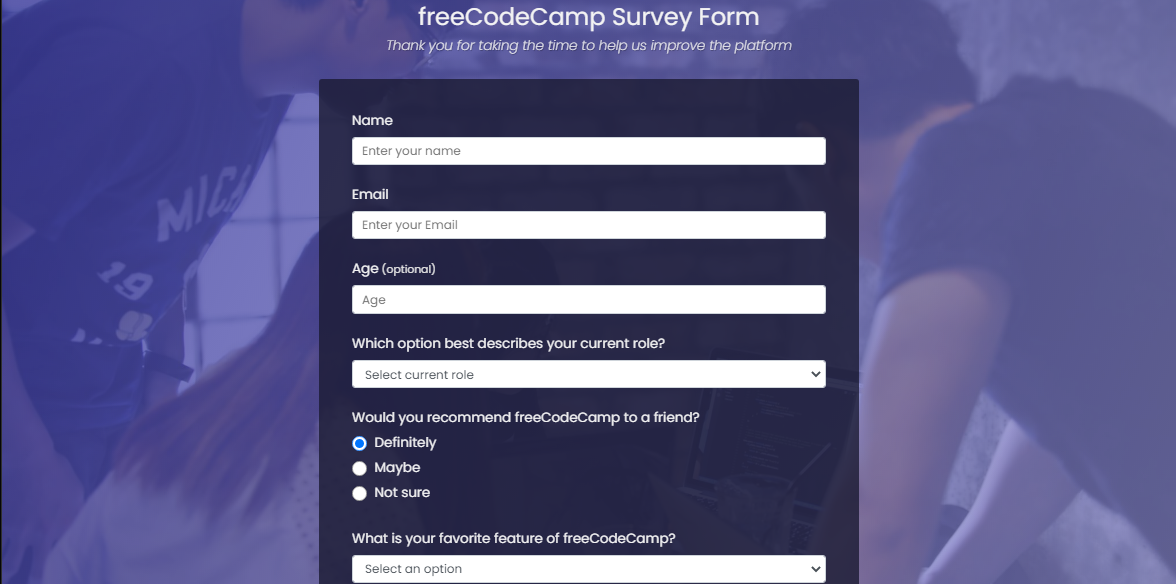 freeCodeCamp Survey Form
Thank you for taking the time to help us improve the platform
Name
Enter your name
Email
Enter your Email
Age (optional)
Age
Which option best describes your current role?
Select current role
Would you recommend freeCodeCamp to a friend?
Definitely
Maybe
Not sure
What is your favorite feature of freeCodeCamp?
Select an option
19